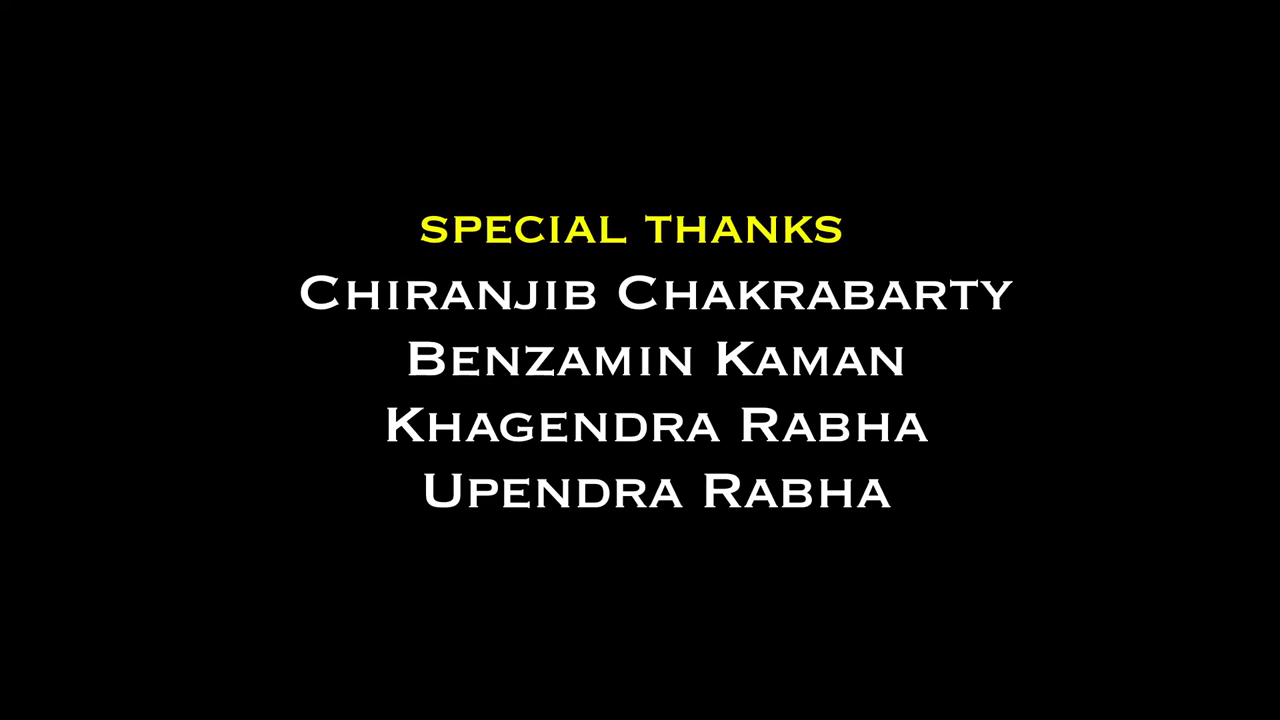 SPECIAL THANKS
Chiranjib Chakrabarty
Benzamin Kaman
Khagendra Rabha
Upendra Rabha